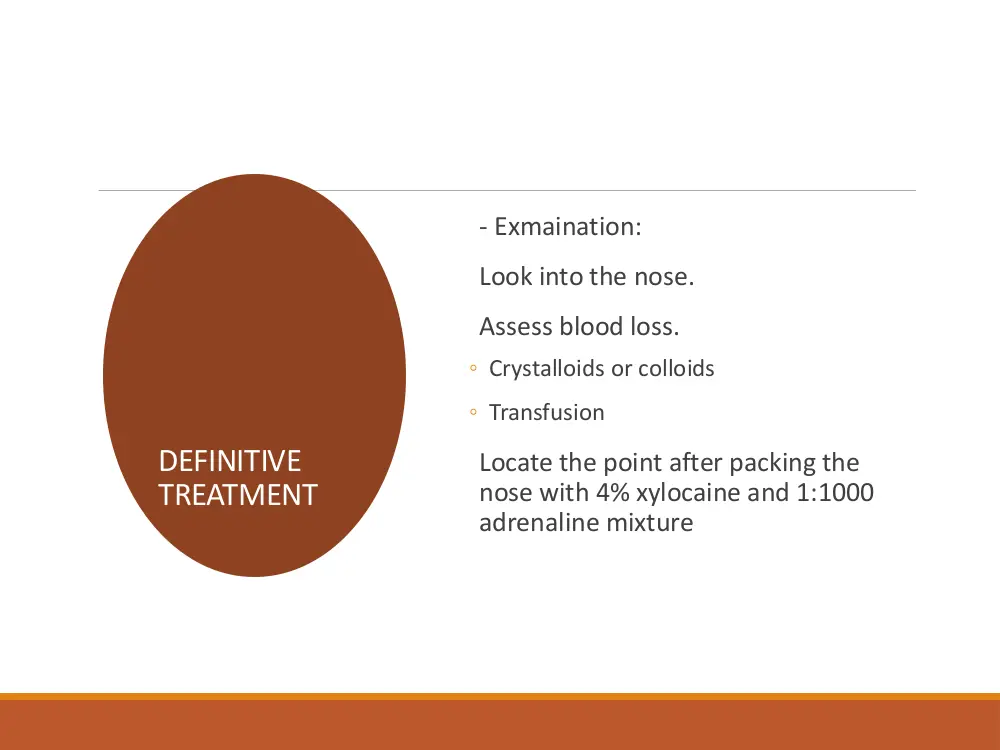 DEFINITIVE
TREATMENT
- Exmaination:
Look into the nose.
Assess blood loss.
◦ Crystalloids or colloids
◦ Transfusion
Locate the point after packing the
nose with 4% xylocaine and 1:1000
adrenaline mixture